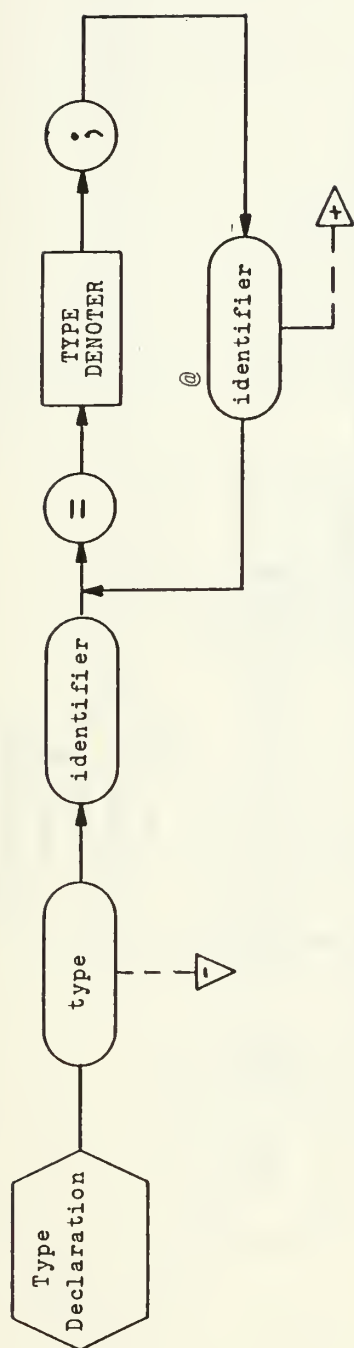 Type
Declaration
type
-
identifier
=
TYPE
DENOTER
;
@
identifier
+